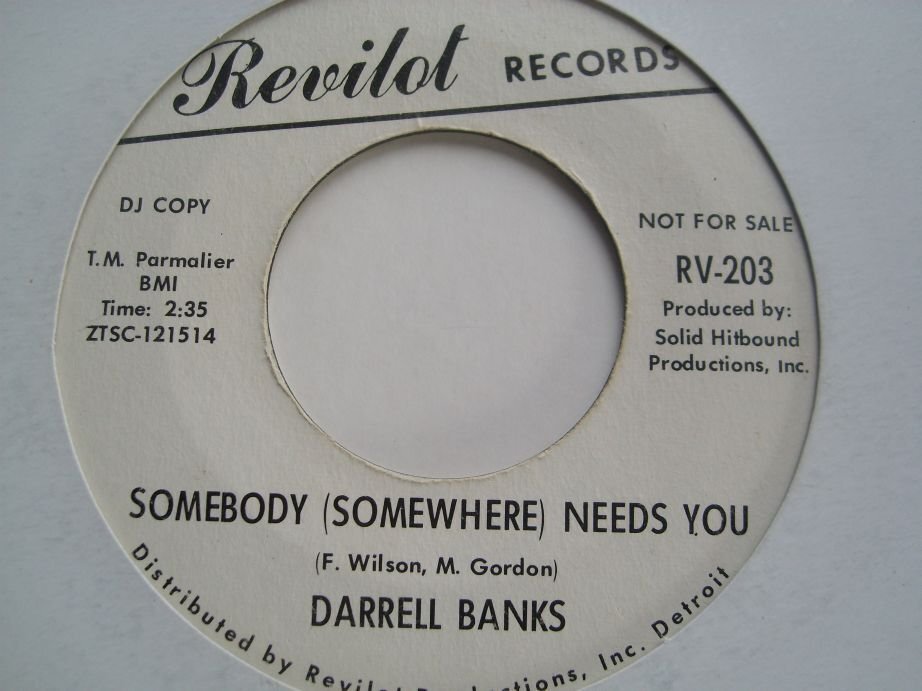 Revilot RECORDS
DJ COPY
T.M. Parmalier
BMI
Time: 2:35
ZTSC-121514
NOT FOR SALE
RV-203
Produced by:
Solid Hitbound
Productions, Inc.
SOMEBODY (SOMEWHERE) NEEDS YOU
(F. Wilson, M. Gordon)
DARRELL BANKS
Distributed by Revilot Productions, Inc. Detroit